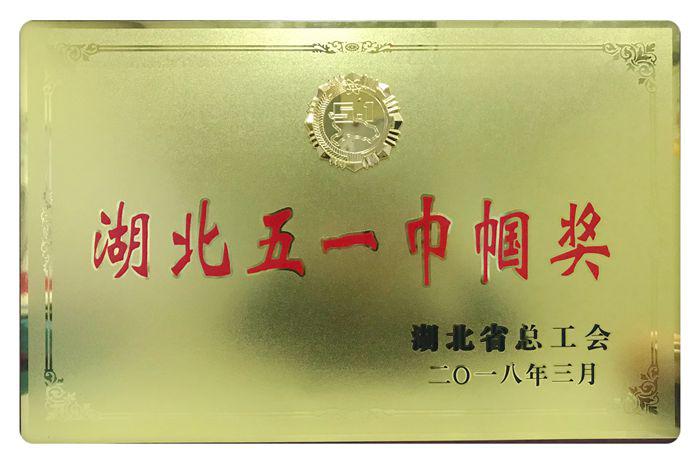 湖北五一巾帼奖
湖北省总工会
二〇一八年三月